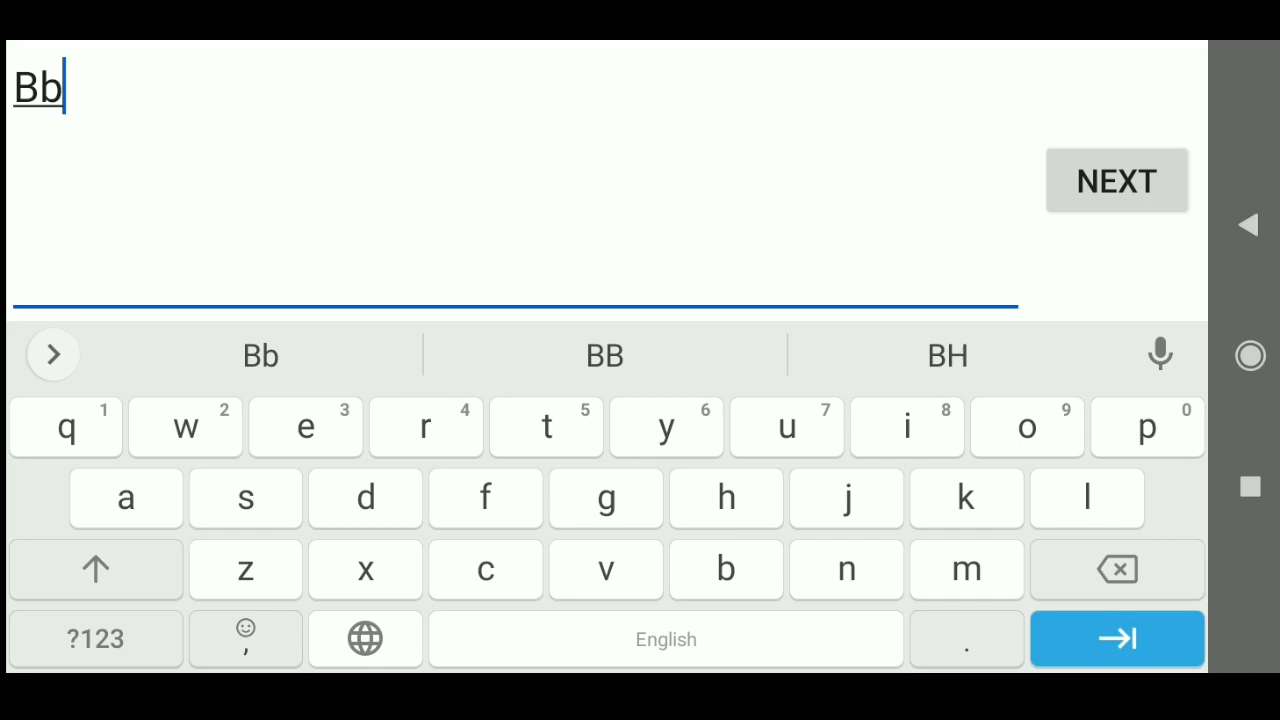 Bb
NEXT
Bb BB BH
q 1 w 2 e 3 r 4 t 5 y 6 u 7 i 8 o 9 p 0
a s d f g h j k l
z x c v b n m
?123 , English .